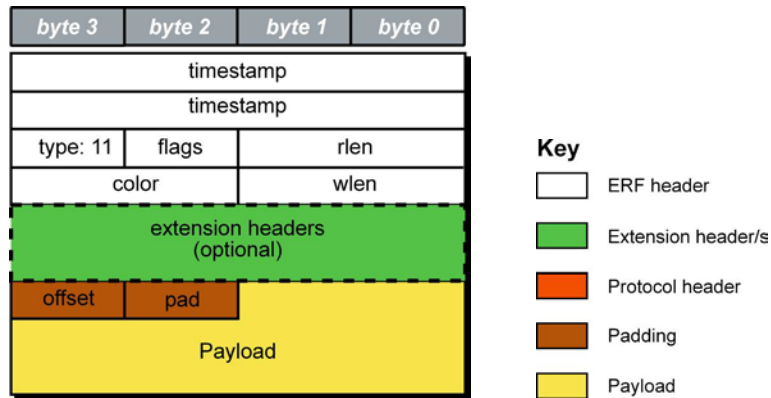 byte 3 byte 2 byte 1 byte 0
timestamp
timestamp
type: 11 flags rlen
color wlen
extension headers
(optional)
offset pad
Payload
Key
ERF header
Extension header/s
Protocol header
Padding
Payload